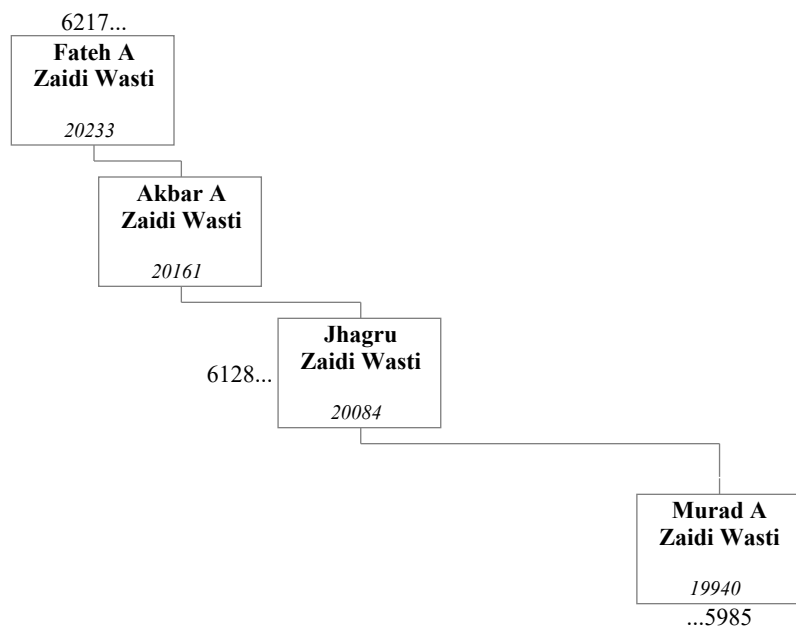 6217...
Fateh A
Zaidi Wasti
20233
Akbar A
Zaidi Wasti
20161
Jhagru
Zaidi Wasti
6128...
20084
Murad A
Zaidi Wasti
19940
...5985